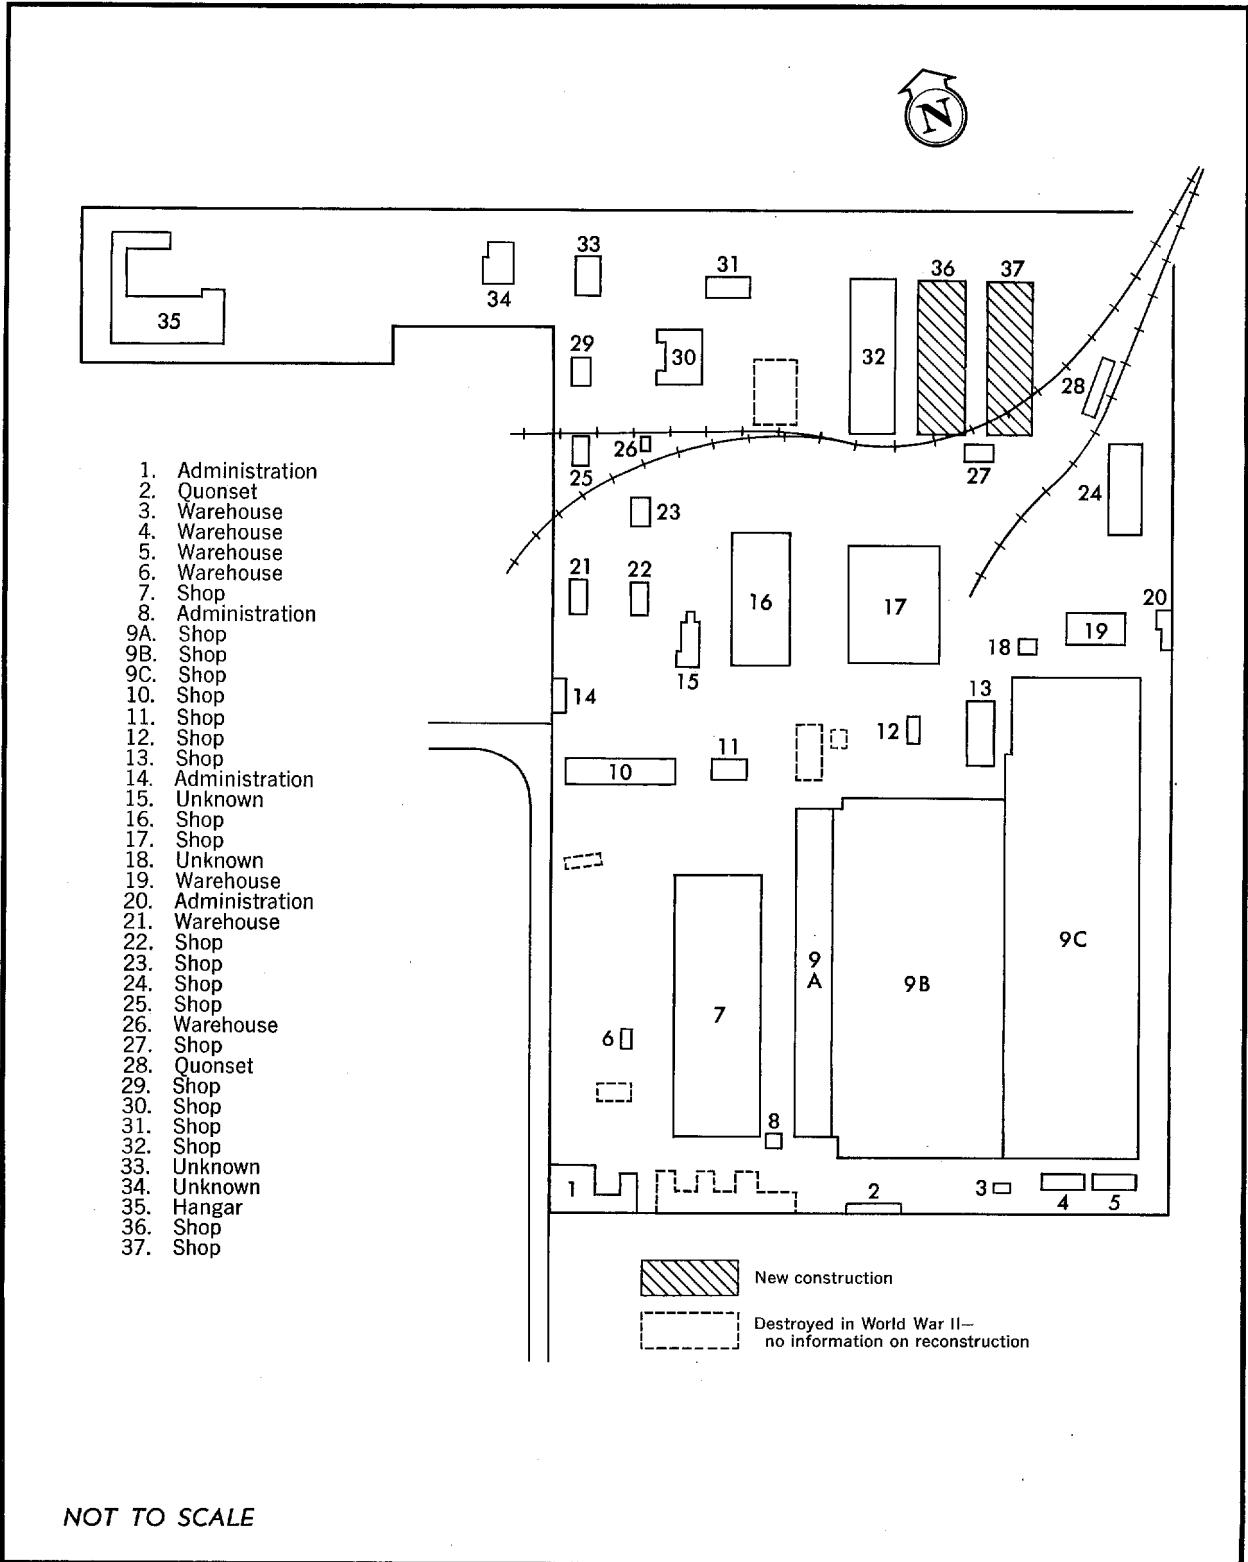 N
33
31
36
37
34
35
29
30
32
28
26
25
27
24
23
21
22
16
17
20
19
18
15
14
13
12
11
10
9
A
9B
9C
7
6
8
1
2
3
4
5
1. Administration
2. Quonset
3. Warehouse
4. Warehouse
5. Warehouse
6. Warehouse
7. Shop
8. Administration
9A. Shop
9B. Shop
9C. Shop
10. Shop
11. Shop
12. Shop
13. Shop
14. Administration
15. Unknown
16. Shop
17. Shop
18. Unknown
19. Warehouse
20. Administration
21. Warehouse
22. Shop
23. Shop
24. Shop
25. Shop
26. Warehouse
27. Shop
28. Quonset
29. Shop
30. Shop
31. Shop
32. Shop
33. Unknown
34. Unknown
35. Hangar
36. Shop
37. Shop
New construction
Destroyed in World War II—
no information on reconstruction
NOT TO SCALE